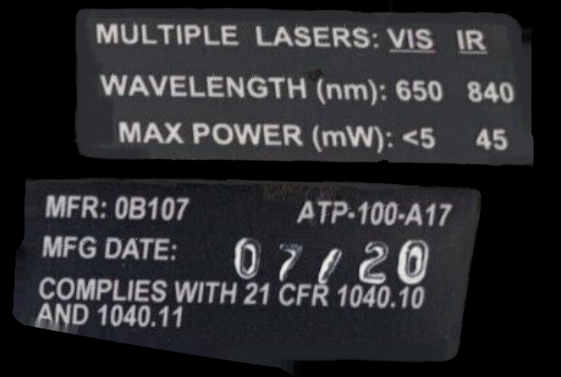 MULTIPLE LASERS: VIS IR
WAVELENGTH (nm): 650 840
MAX POWER (mW): <5 45
MFR: 0B107 ATP-100-A17
MFG DATE: 07/20
COMPLIES WITH 21 CFR 1040.10
AND 1040.11